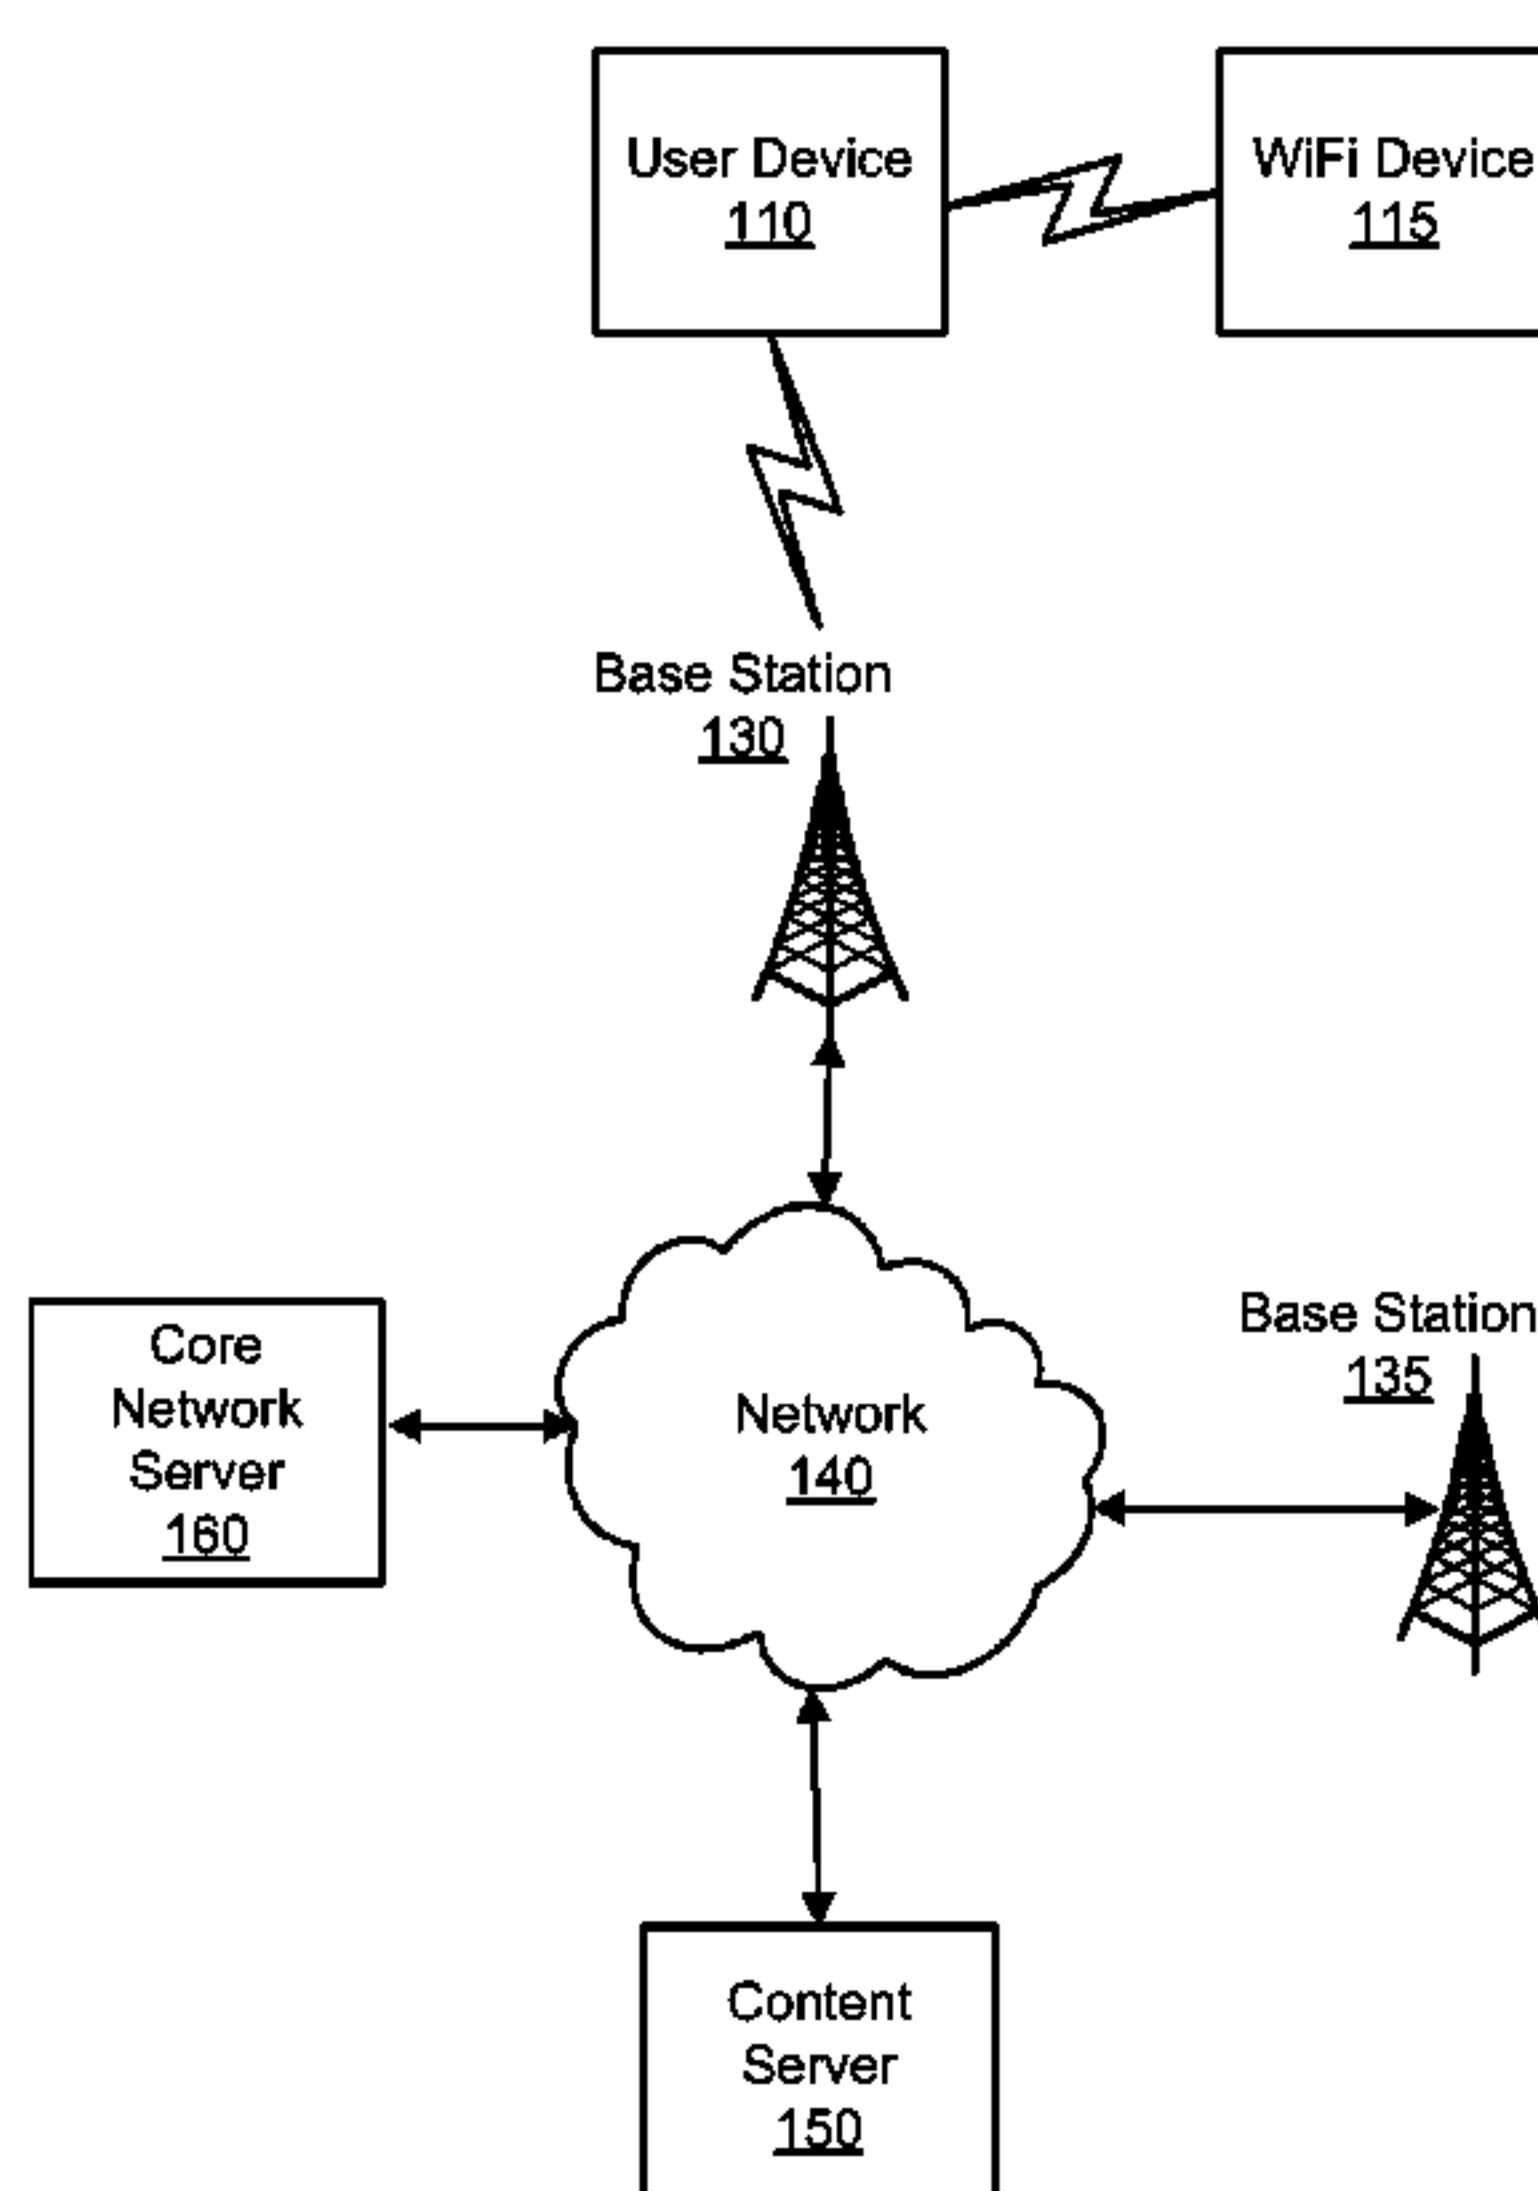 User Device
110
WiFi Device
115
Base Station
130
Core
Network
Server
160
Network
140
Base Station
135
Content
Server
150